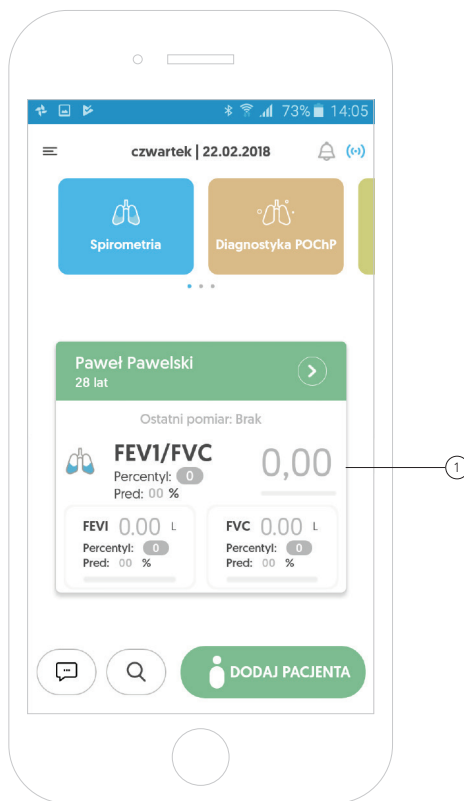 73% 14:05
czwartek | 22.02.2018
Spirometria
Diagnostyka POChP
Paweł Pawelski
28 lat
Ostatni pomiar: Brak
FEV1/FVC
0,00
Percentyl: 0
Pred: 00 %
FEVI 0.00 L
Percentyl: 0
Pred: 00 %
FVC 0.00 L
Percentyl: 0
Pred: 00 %
DODAJ PACJENTA
1